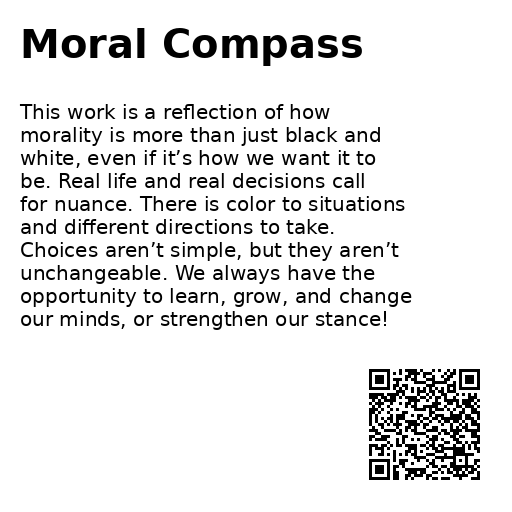 Moral Compass
This work is a reflection of how
morality is more than just black and
white, even if it’s how we want it to
be. Real life and real decisions call
for nuance. There is color to situations
and different directions to take.
Choices aren’t simple, but they aren’t
unchangeable. We always have the
opportunity to learn, grow, and change
our minds, or strengthen our stance!